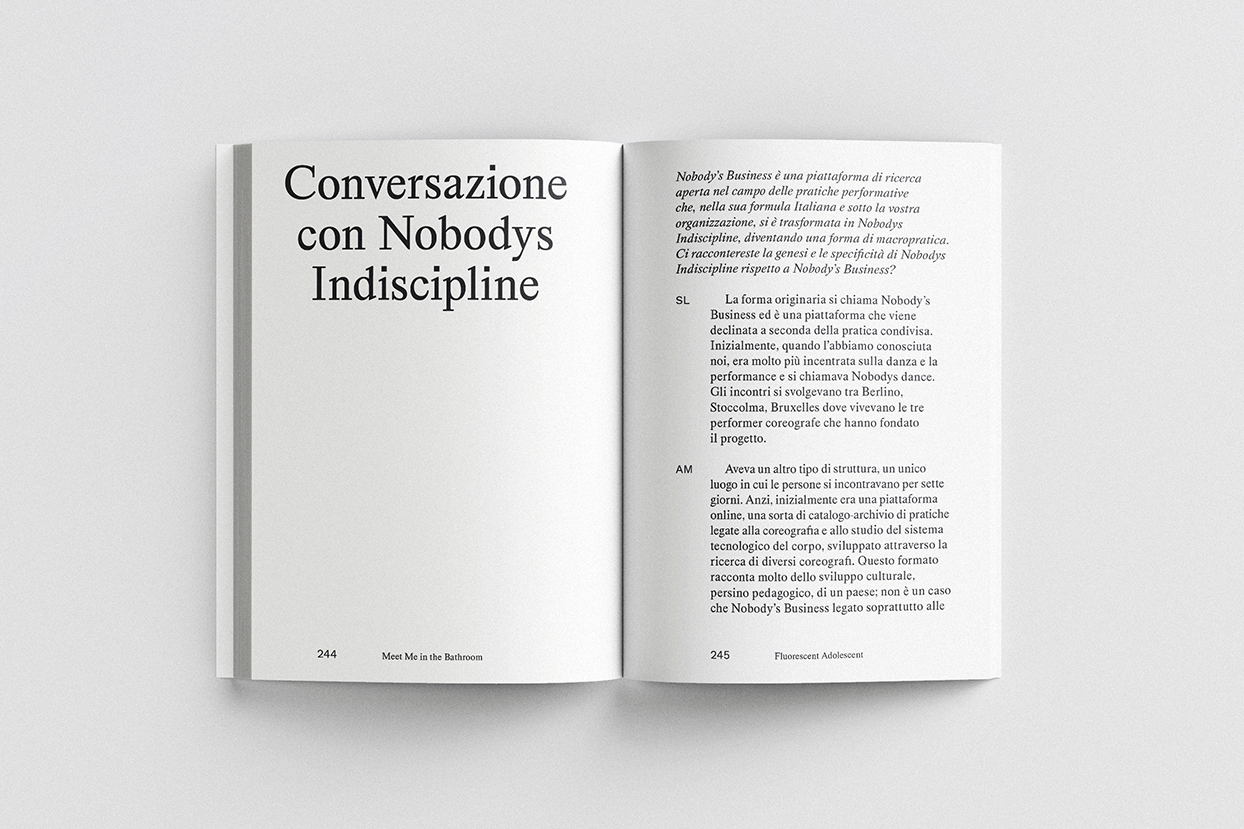 Conversazione
con Nobodys
Indiscipline
244 Meet Me in the Bathroom
Nobody's Business è una piattaforma di ricerca
aperta nel campo delle pratiche performative
che, nella sua formula Italiana e sotto la vostra
organizzazione, si è trasformata in Nobodys
Indiscipline, diventando una forma di macropratica.
Ci raccontereste la genesi e le specificità di Nobodys
Indiscipline rispetto a Nobody's Business?
SL La forma originaria si chiama Nobody's
Business ed è una piattaforma che viene
declinata a seconda della pratica condivisa.
Inizialmente, quando l'abbiamo conosciuta
noi, era molto più incentrata sulla danza e la
performance e si chiamava Nobodys dance.
Gli incontri si svolgevano tra Berlino,
Stoccolma, Bruxelles dove vivevano le tre
performer coreografe che hanno fondato
il progetto.
AM Aveva un altro tipo di struttura, un unico
luogo in cui le persone si incontravano per sette
giorni. Anzi, inizialmente era una piattaforma
online, una sorta di catalogo-archivio di pratiche
legate alla coreografia e allo studio del sistema
tecnologico del corpo, sviluppato attraverso la
ricerca di diversi coreografi. Questo formato
racconta molto dello sviluppo culturale,
persino pedagogico, di un paese; non è un caso
che Nobody's Business legato soprattutto alle
245 Fluorescent Adolescent